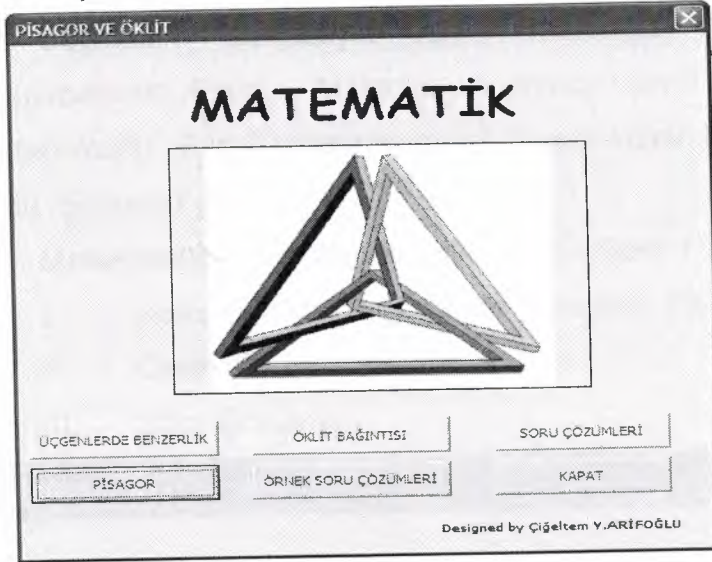 PİSAGOR VE ÖKLİT
MATEMATİK
ÜÇGENLERDE BENZERLİK
ÖKLİT BAĞINTISI
SORU ÇÖZÜMLERİ
PİSAGOR
ÖRNEK SORU ÇÖZÜMLERİ
KAPAT
Designed by Çiğeltem Y.ARİFOĞLU